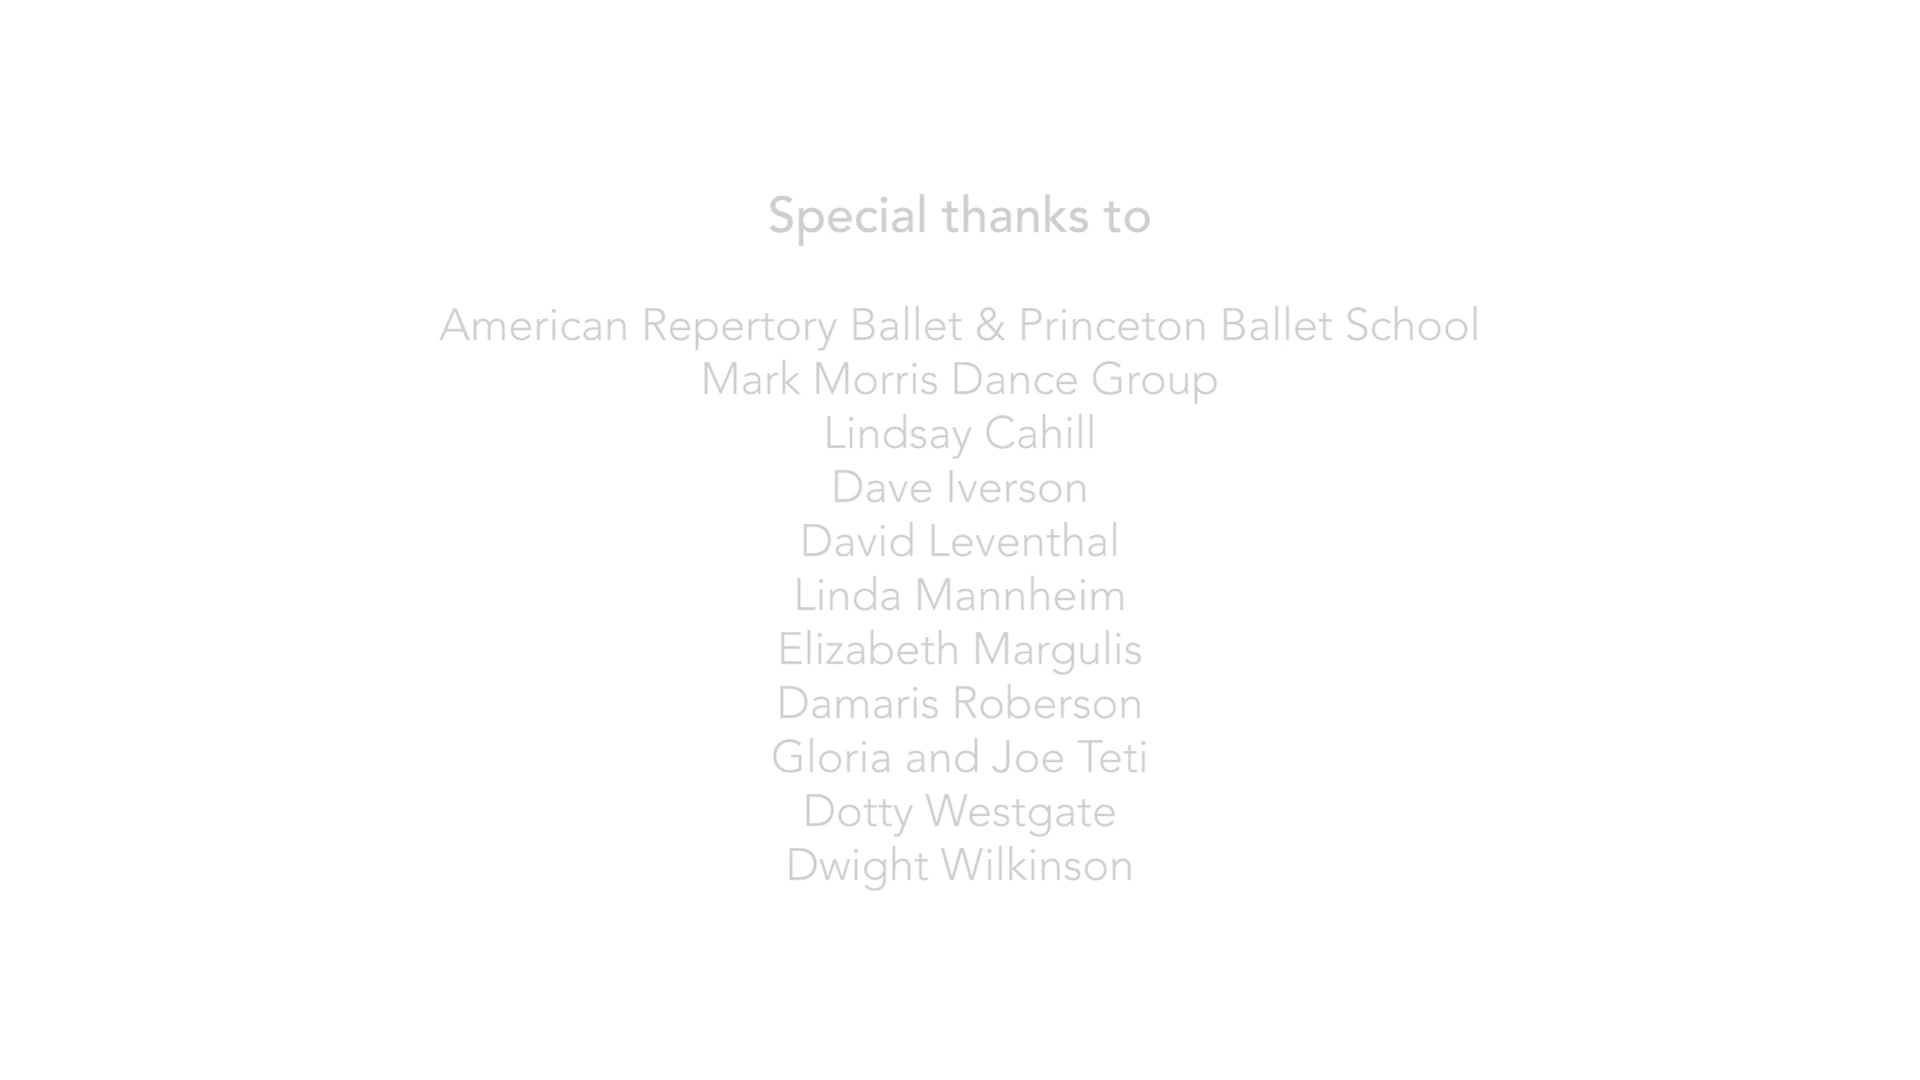 Special thanks to
American Repertory Ballet & Princeton Ballet School
Mark Morris Dance Group
Lindsay Cahill
Dave Iverson
David Leventhal
Linda Mannheim
Elizabeth Margulis
Damaris Roberson
Gloria and Joe Teti
Dotty Westgate
Dwight Wilkinson